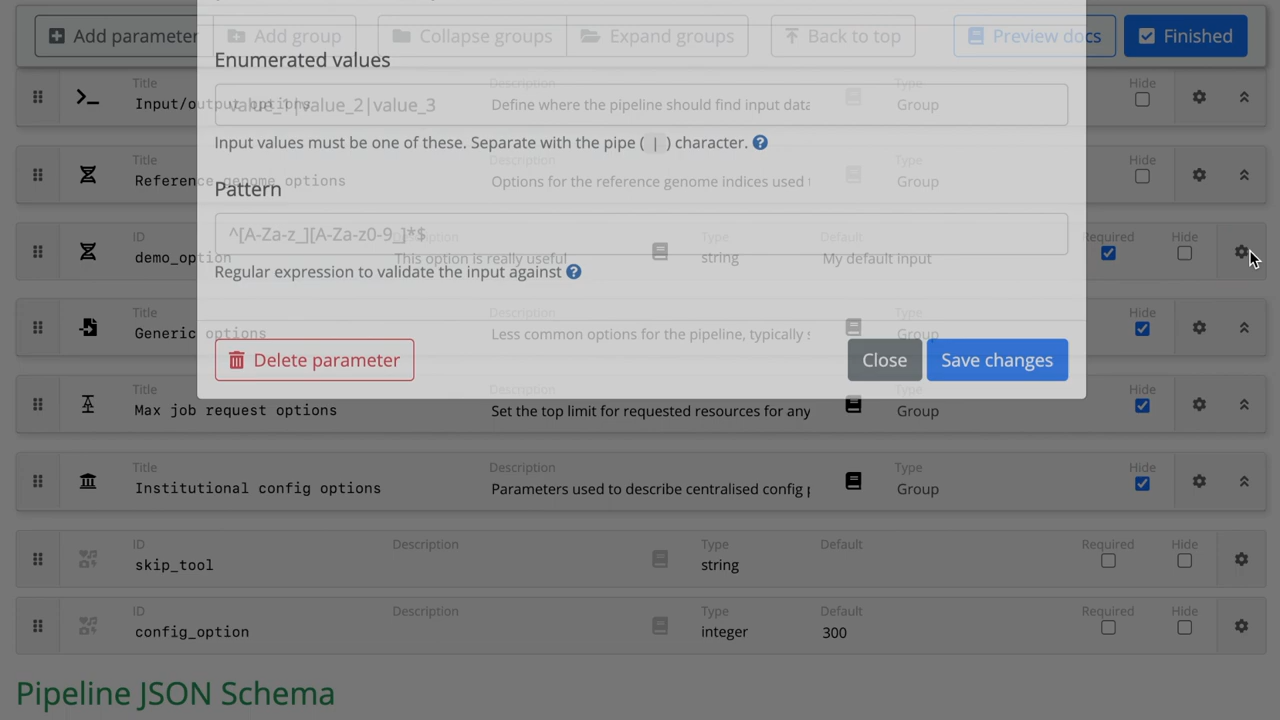 Add parameter
Add group
Collapse groups
Expand groups
Back to top
Preview docs
Finished
Enumerated values
Title
Input/output options
Description
Define where the pipeline should find input data
Type
Group
Hide
value_1|value_2|value_3
Input values must be one of these. Separate with the pipe ( | ) character.
Title
Reference genome options
Options for the reference genome indices used t
Type
Group
Hide
Pattern
^[A-Za-z_][A-Za-z0-9_]*$
ID
demo_option
Description
This option is really useful
Type
string
Default
My default input
Required
Hide
Regular expression to validate the input against
Title
Generic options
Description
Less common options for the pipeline, typically s
Type
Group
Hide
Delete parameter
Close
Save changes
Title
Max job request options
Description
Set the top limit for requested resources for any
Type
Group
Hide
Title
Institutional config options
Description
Parameters used to describe centralised config p
Type
Group
Hide
ID
skip_tool
Description
Type
string
Default
Required
Hide
ID
config_option
Description
Type
integer
Default
300
Required
Hide
Pipeline JSON Schema